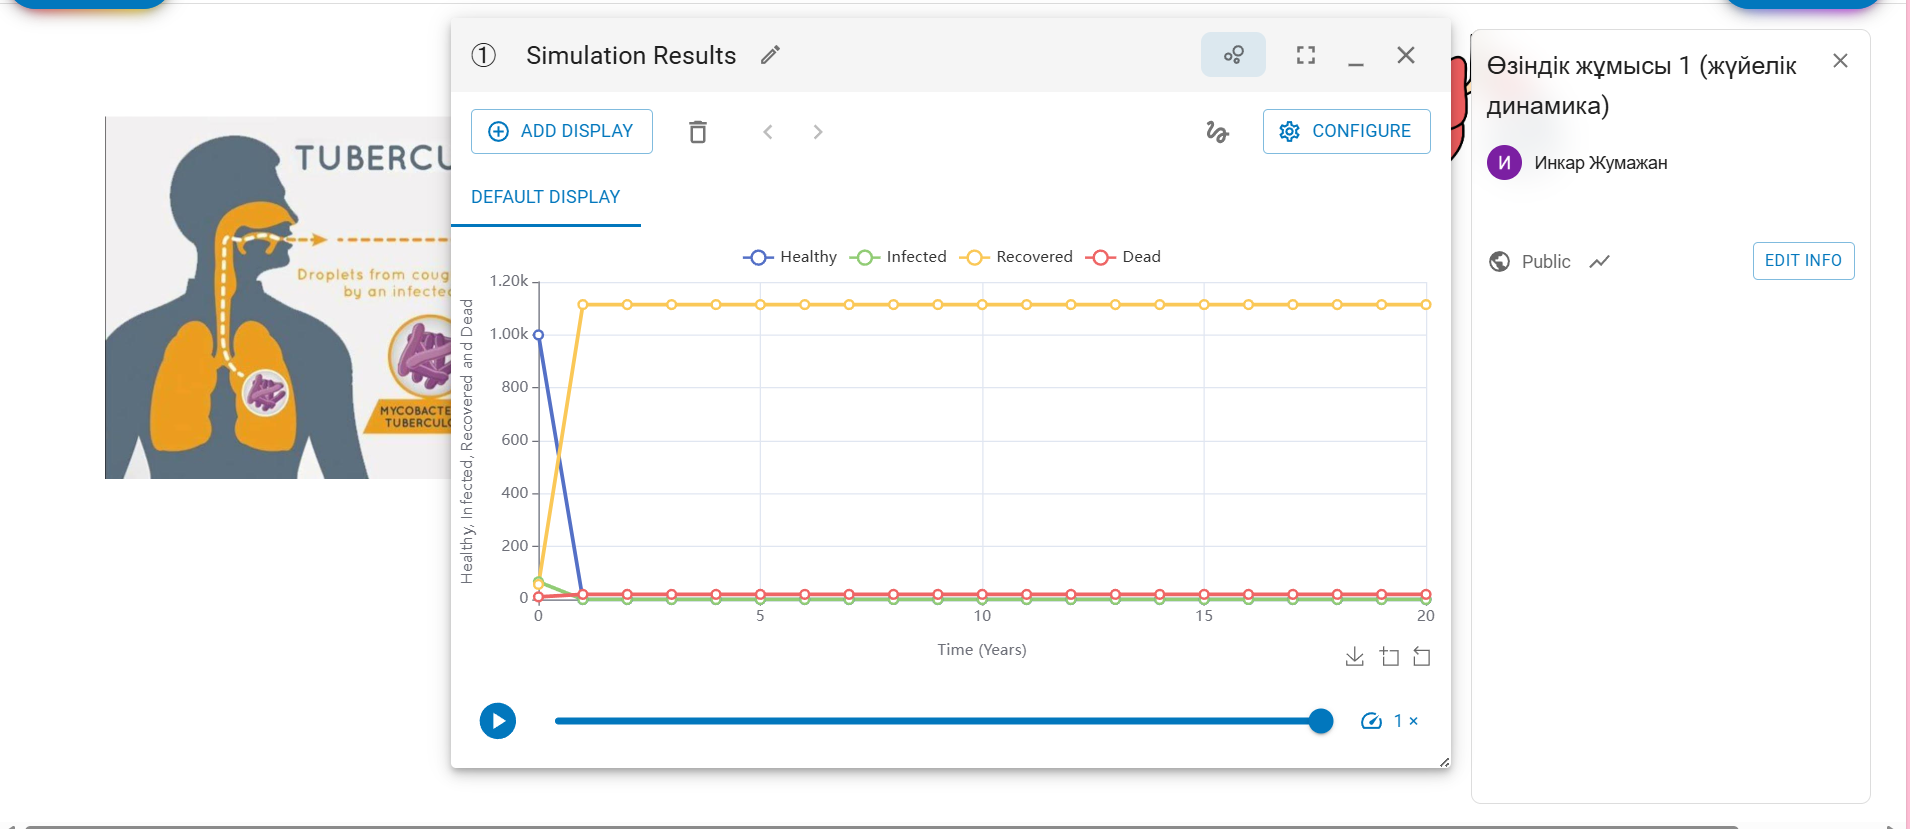 TUBERCU
Droplets from coug
by an infected
MYCOBACTE
TUBERCULO
① Simulation Results
ADD DISPLAY
CONFIGURE
DEFAULT DISPLAY
Healthy Infected Recovered Dead
Healthy, Infected, Recovered and Dead
1.20k
1.00k
800
600
400
200
0
0 5 10 15 20
Time (Years)
1 ×
Өзіндік жұмысы 1 (жүйелік
динамика)
И Инкар Жумажан
Public
EDIT INFO